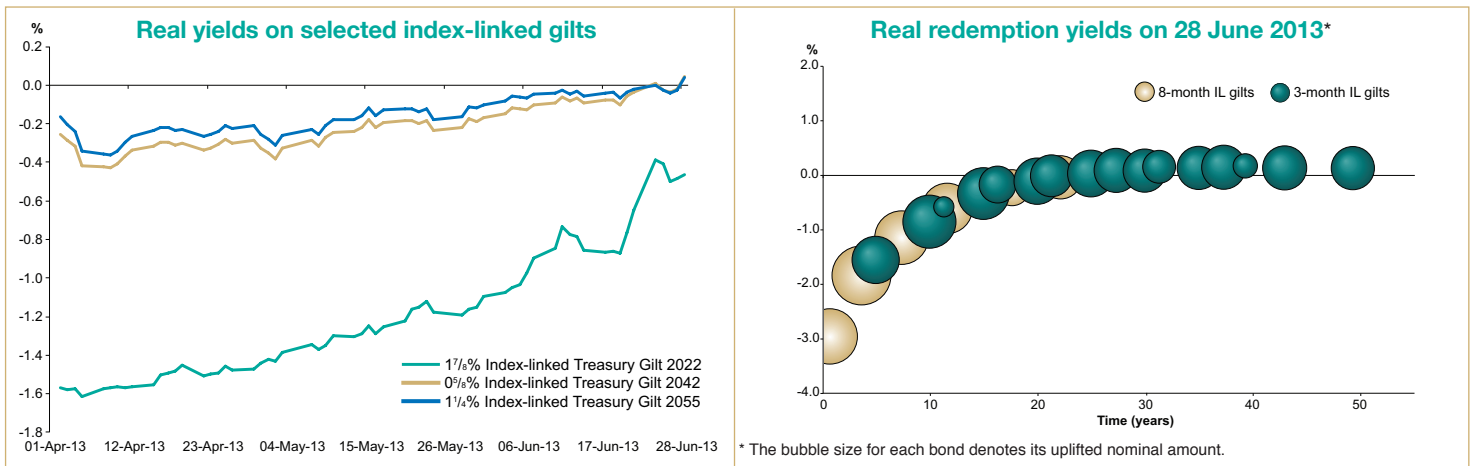 Real yields on selected index-linked gilts
%
0.2
0.0
-0.2
-0.4
-0.6
-0.8
-1.0
-1.2
-1.4
-1.6
-1.8
1⁷/₈% Index-linked Treasury Gilt 2022
0⁵/₈% Index-linked Treasury Gilt 2042
1¹/₄% Index-linked Treasury Gilt 2055
01-Apr-13 12-Apr-13 23-Apr-13 04-May-13 15-May-13 26-May-13 06-Jun-13 17-Jun-13 28-Jun-13
Real redemption yields on 28 June 2013*
%
2.0
1.0
0.0
-1.0
-2.0
-3.0
-4.0
8-month IL gilts 3-month IL gilts
0 10 20 30 40 50
Time (years)
* The bubble size for each bond denotes its uplifted nominal amount.